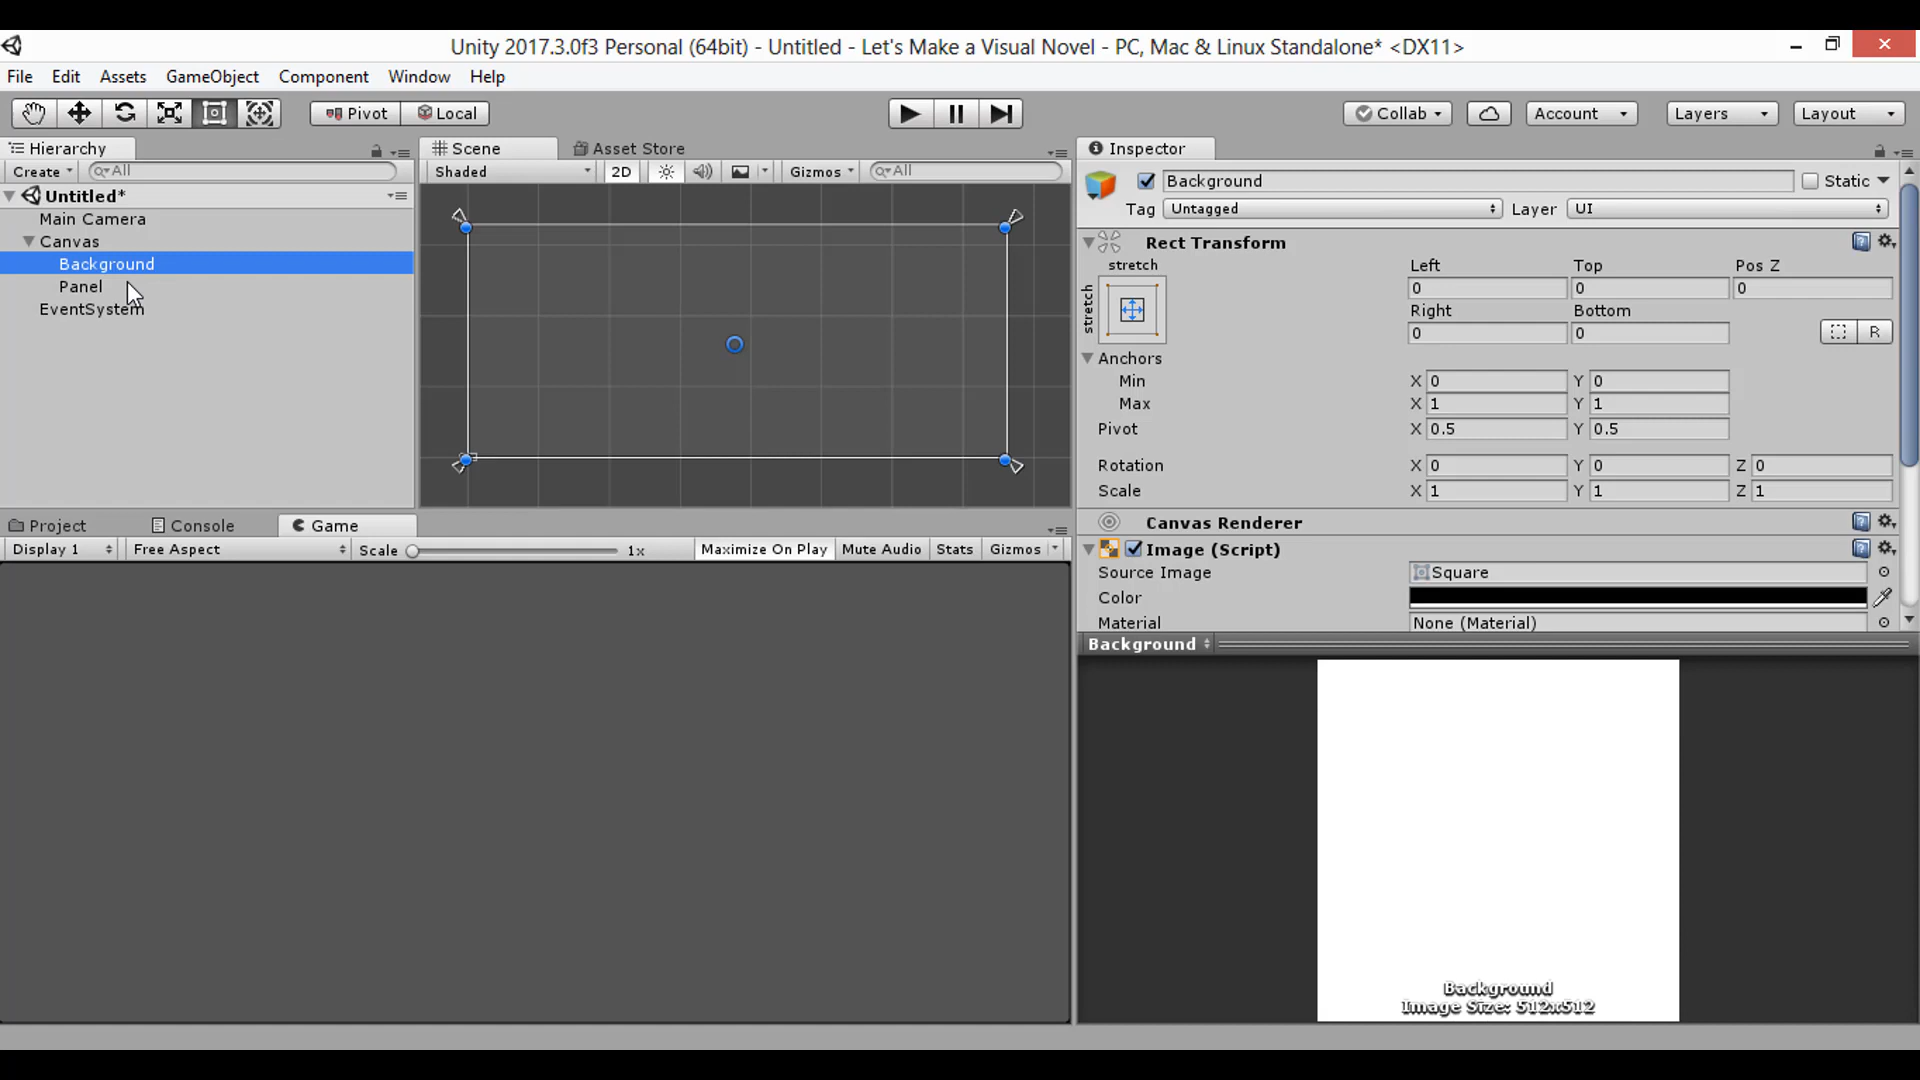 Unity 2017.3.0f3 Personal (64bit) - Untitled - Let's Make a Visual Novel - PC, Mac & Linux Standalone* <DX11>
File Edit Assets GameObject Component Window Help
Pivot Local Collab Account Layers Layout
Hierarchy
Create All
Untitled*
Main Camera
Canvas
Background
Panel
EventSystem
Scene Asset Store
Shaded 2D Gizmos All
Project Console Game
Display 1 Free Aspect Scale 1x Maximize On Play Mute Audio Stats Gizmos
Inspector
Background Static
Tag Untagged Layer UI
Rect Transform
stretch
stretch
Left Top Pos Z
0 0 0
Right Bottom
0 0 R
Anchors
Min X 0 Y 0
Max X 1 Y 1
Pivot X 0.5 Y 0.5
Rotation X 0 Y 0 Z 0
Scale X 1 Y 1 Z 1
Canvas Renderer
Image (Script)
Source Image Square
Color
Material None (Material)
Background
Background
Image Size: 512x512